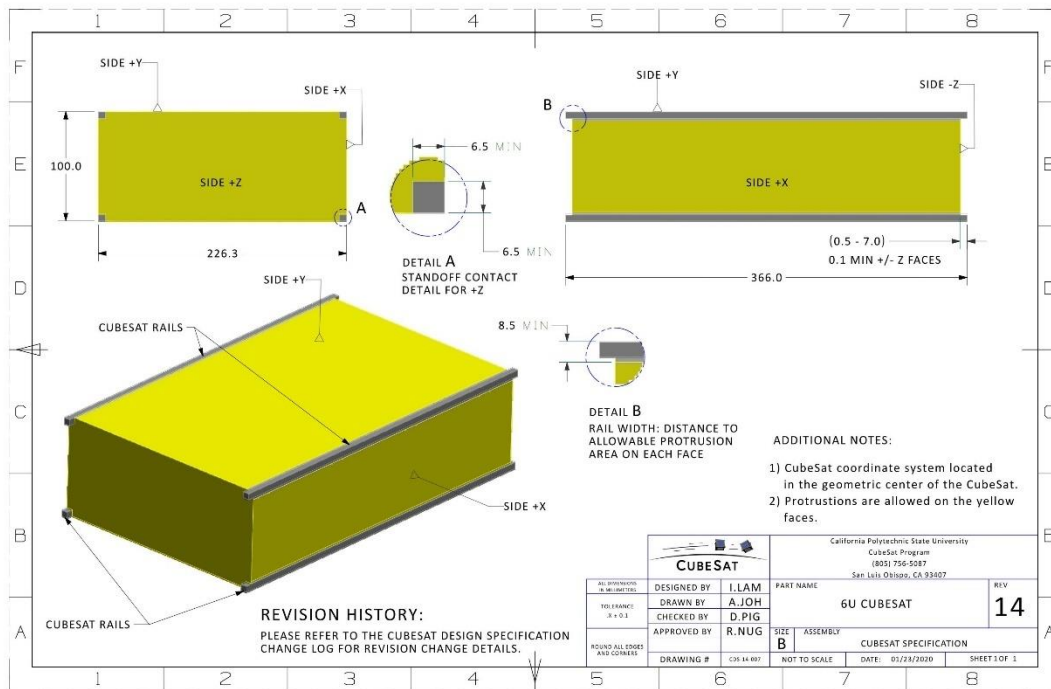 1 2 3 4 5 6 7 8
F F
E E
D D
C C
B B
A A
SIDE +Y
SIDE +X
100.0
SIDE +Z
A
226.3
6.5 MIN
6.5 MIN
DETAIL A
STANDOFF CONTACT
DETAIL FOR +Z
SIDE +Y
SIDE -Z
B
SIDE +X
(0.5 - 7.0)
0.1 MIN +/- Z FACES
366.0
SIDE +Y
CUBESAT RAILS
SIDE +X
CUBESAT RAILS
8.5 MIN
DETAIL B
RAIL WIDTH: DISTANCE TO
ALLOWABLE PROTRUSION
AREA ON EACH FACE
ADDITIONAL NOTES:
1) CubeSat coordinate system located
in the geometric center of the CubeSat.
2) Protrustions are allowed on the yellow
faces.
REVISION HISTORY:
PLEASE REFER TO THE CUBESAT DESIGN SPECIFICATION
CHANGE LOG FOR REVISION CHANGE DETAILS.
CUBESAT
California Polytechnic State University
CubeSat Program
(805) 756-5087
San Luis Obispo, CA 93407
ALL DIMENSIONS
IN MILLIMETERS
TOLERANCE
.X ± 0.1
ROUND ALL EDGES
AND CORNERS
DESIGNED BY I.LAM
DRAWN BY A.JOH
CHECKED BY D.PIG
APPROVED BY R.NUG
DRAWING # CDS-14-007
PART NAME
6U CUBESAT
REV
14
SIZE
B
ASSEMBLY
CUBESAT SPECIFICATION
NOT TO SCALE
DATE: 01/23/2020
SHEET 1 OF 1
1 2 3 4 5 6 7 8